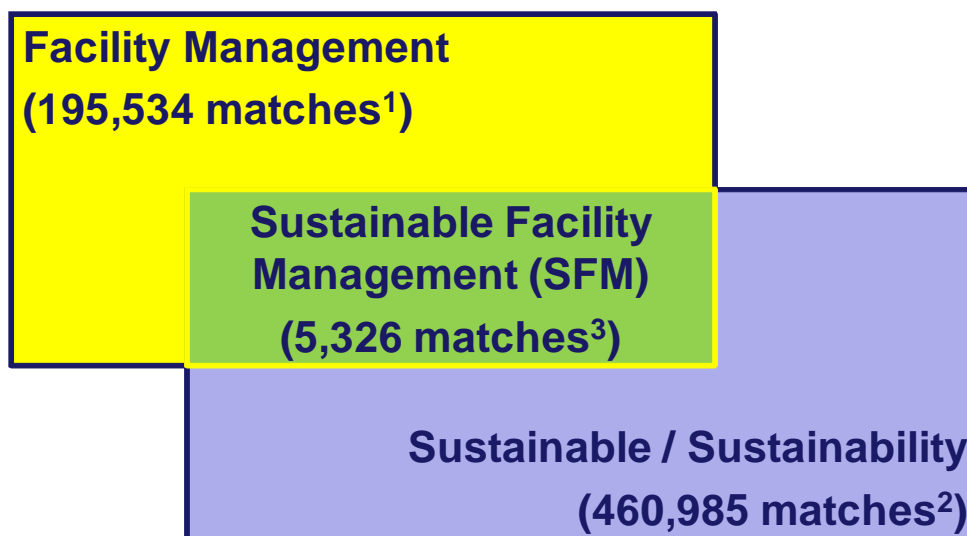 Facility Management
(195,534 matches¹)
Sustainable Facility
Management (SFM)
(5,326 matches³)
Sustainable / Sustainability
(460,985 matches²)